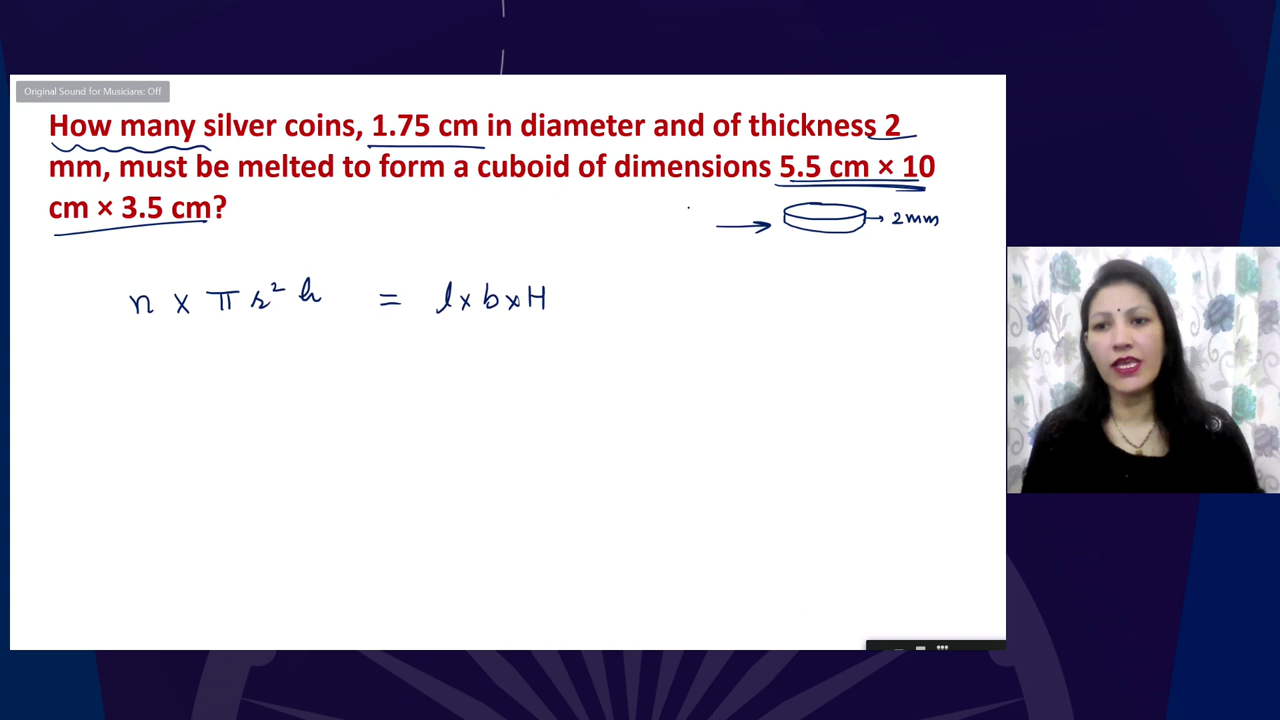 Original Sound for Musicians: Off
How many silver coins, 1.75 cm in diameter and of thickness 2
mm, must be melted to form a cuboid of dimensions 5.5 cm × 10
cm × 3.5 cm?
2mm
n × π r² h = l × b × H